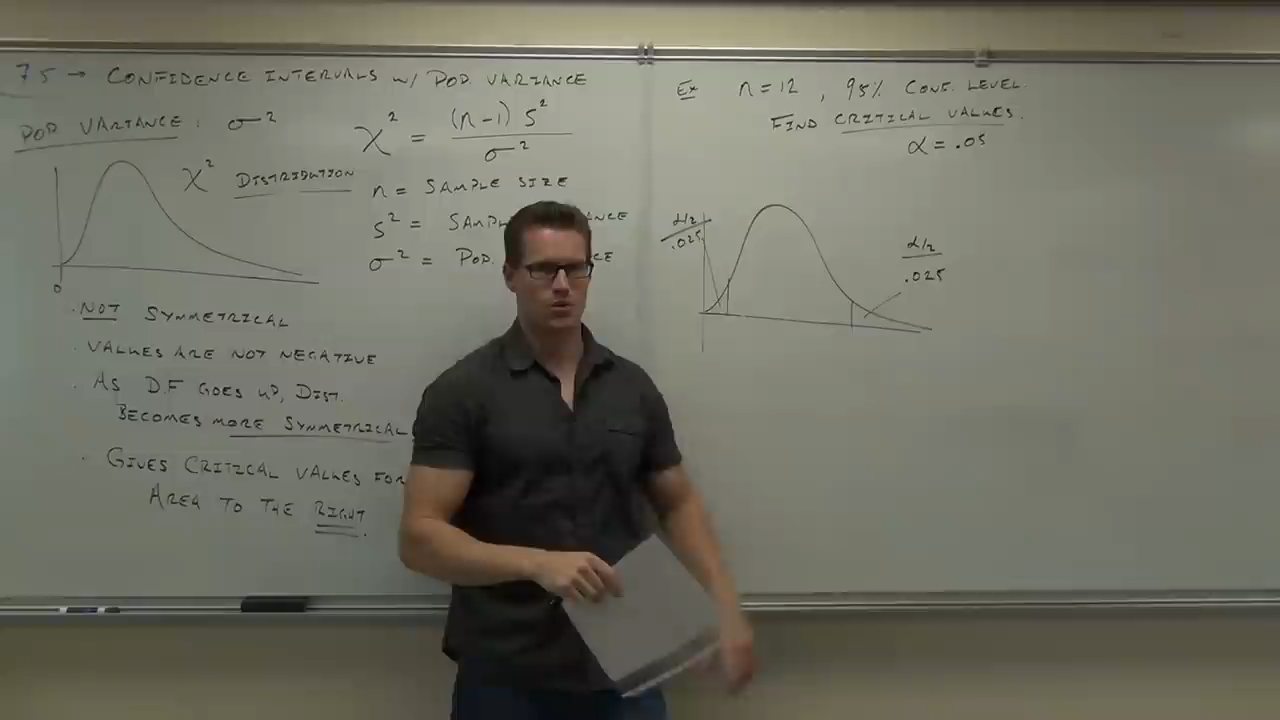 7.5 → CONFIDENCE INTERVALS W/ POP. VARIANCE
POP VARIANCE: σ²
χ² = (n-1) S² / σ²
χ² DISTRIBUTION
n = SAMPLE SIZE
S² =
σ² = POP.
0
· NOT SYMMETRICAL
· VALUES ARE NOT NEGATIVE
· AS D.F GOES UP, DIST.
BECOMES MORE SYMMETRICAL
· GIVES CRITICAL VALUES FOR
AREA TO THE RIGHT.
Ex n = 12, 95% CONF. LEVEL.
FIND CRITICAL VALUES.
α = .05
α/2
.025
α/2
.025